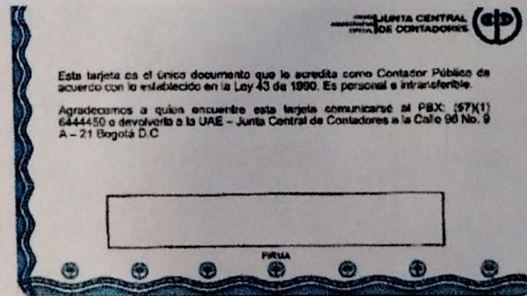 JUNTA CENTRAL
DE CONTADORES
Esta tarjeta es el único documento que lo acredita como Contador Público de
acuerdo con lo establecido en la Ley 43 de 1990. Es personal e intransferible.
Agradecemos a quien encuentre esta tarjeta comunicarse al PBX: (57)(1)
6444450 o devolverla a la UAE – Junta Central de Contadores a la Calle 96 No. 9
A – 21 Bogotá D.C
FIRMA